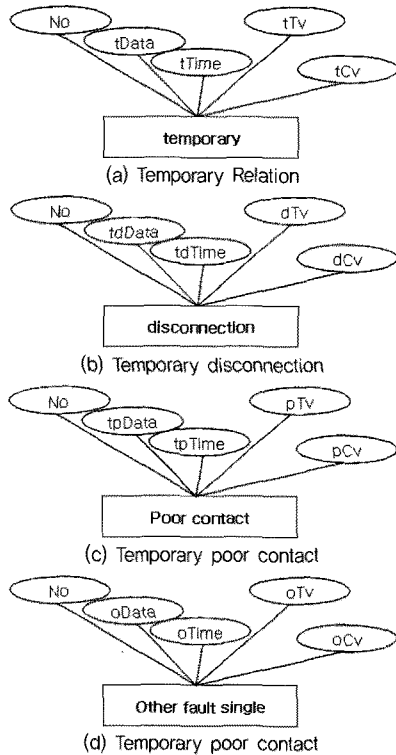 No
tData
tTime
tTv
tCv
temporary
(a) Temporary Relation
No
tdData
tdTime
dTv
dCv
disconnection
(b) Temporary disconnection
No
tpData
tpTime
pTv
pCv
Poor contact
(c) Temporary poor contact
No
oData
oTime
oTv
oCv
Other fault single
(d) Temporary poor contact